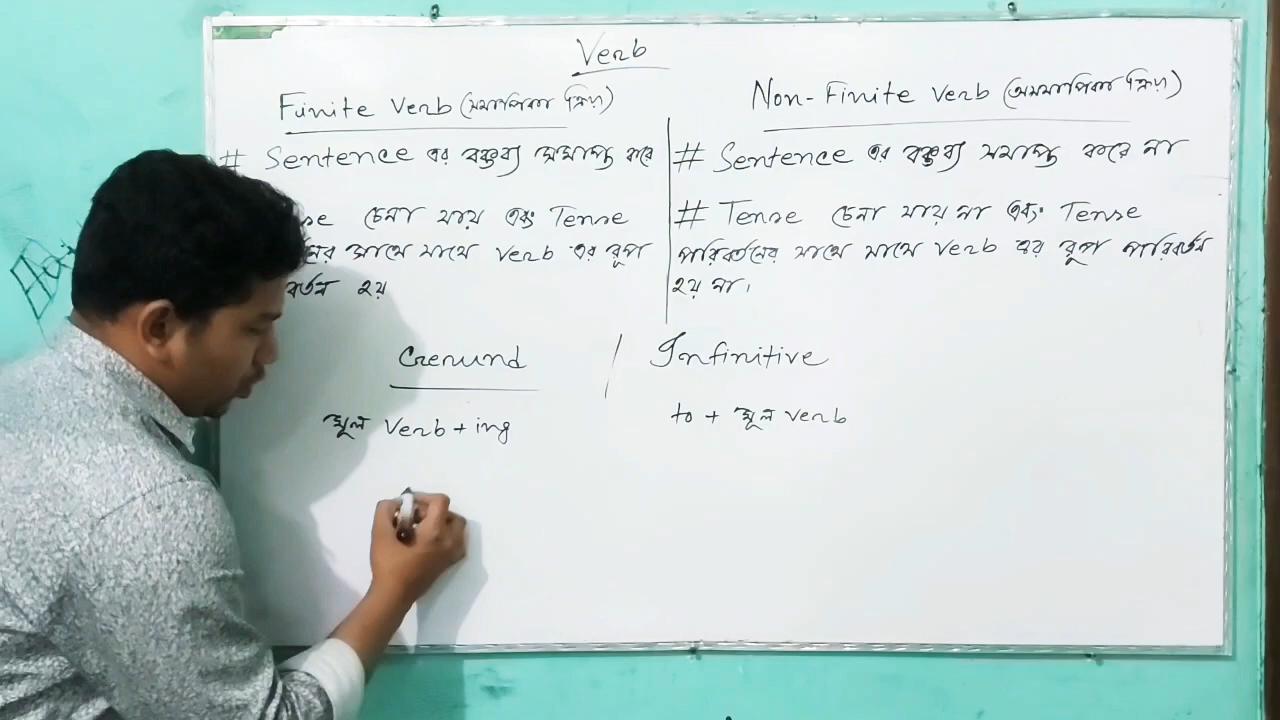 Verb
Finite Verb (সমাপিকা ক্রিয়া)
# Sentence এর বক্তব্য সমাপ্ত করে
চেনা যায় এবং Tense
সাথে সাথে Verb এর রূপ
হয়
Non-Finite Verb (অসমাপিকা ক্রিয়া)
# Sentence এর বক্তব্য সমাপ্ত করে না
# Tense চেনা যায় না এবং Tense
পরিবর্তনের সাথে সাথে Verb এর রূপ পরিবর্তন
হয় না।
Gerund / Infinitive
মূল Verb + ing
to + মূল verb